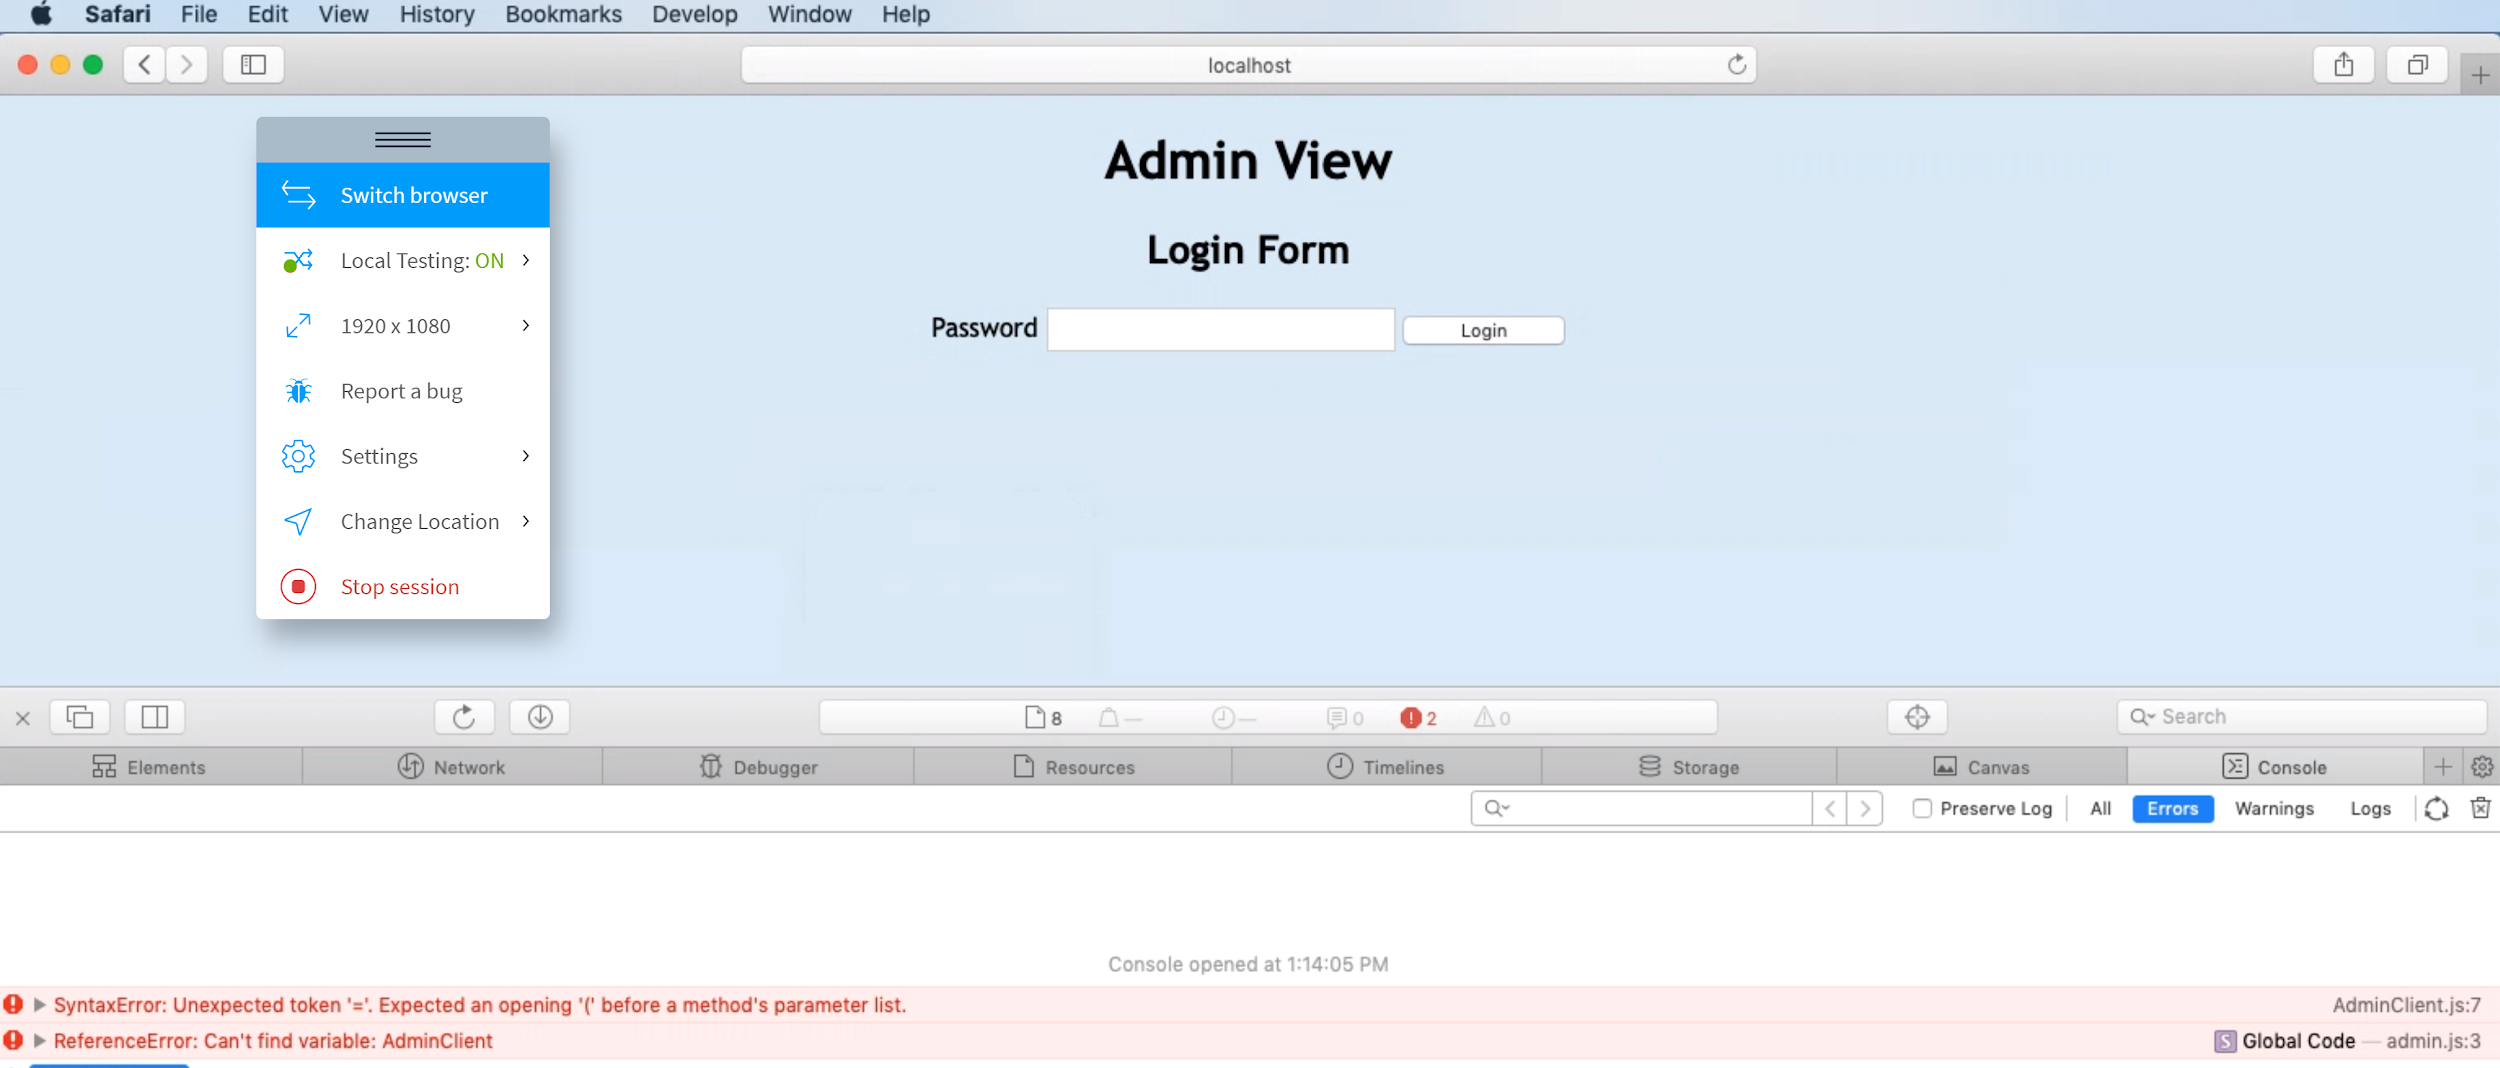 Safari File Edit View History Bookmarks Develop Window Help
localhost
Admin View
Login Form
Password Login
Switch browser
Local Testing: ON
1920 x 1080
Report a bug
Settings
Change Location
Stop session
8 — — 0 2 0 Search
Elements Network Debugger Resources Timelines Storage Canvas Console
Preserve Log All Errors Warnings Logs
Console opened at 1:14:05 PM
SyntaxError: Unexpected token '='. Expected an opening '(' before a method's parameter list. AdminClient.js:7
ReferenceError: Can't find variable: AdminClient S Global Code — admin.js:3